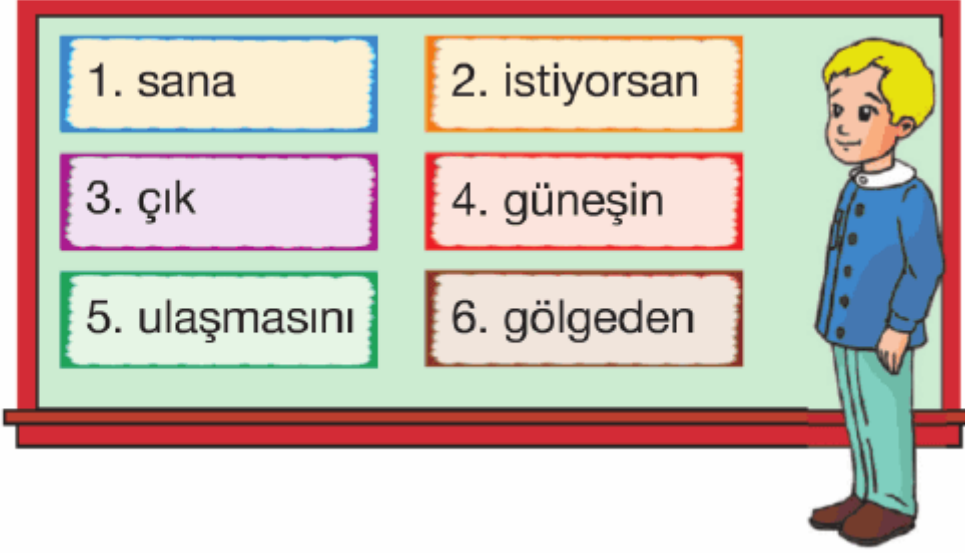 1. sana
2. istiyorsan
3. çık
4. güneşin
5. ulaşmasını
6. gölgeden